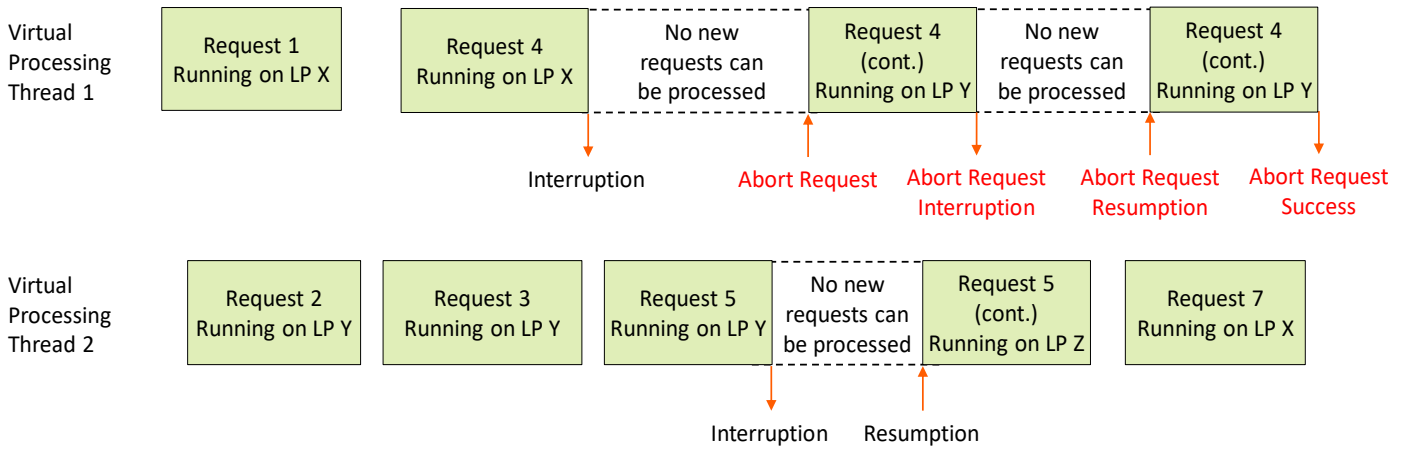 Virtual
Processing
Thread 1
Request 1
Running on LP X
Request 4
Running on LP X
No new
requests can
be processed
Request 4
(cont.)
Running on LP Y
No new
requests can
be processed
Request 4
(cont.)
Running on LP Y
Interruption
Abort Request
Abort Request
Interruption
Abort Request
Resumption
Abort Request
Success
Virtual
Processing
Thread 2
Request 2
Running on LP Y
Request 3
Running on LP Y
Request 5
Running on LP Y
No new
requests can
be processed
Request 5
(cont.)
Running on LP Z
Request 7
Running on LP X
Interruption
Resumption